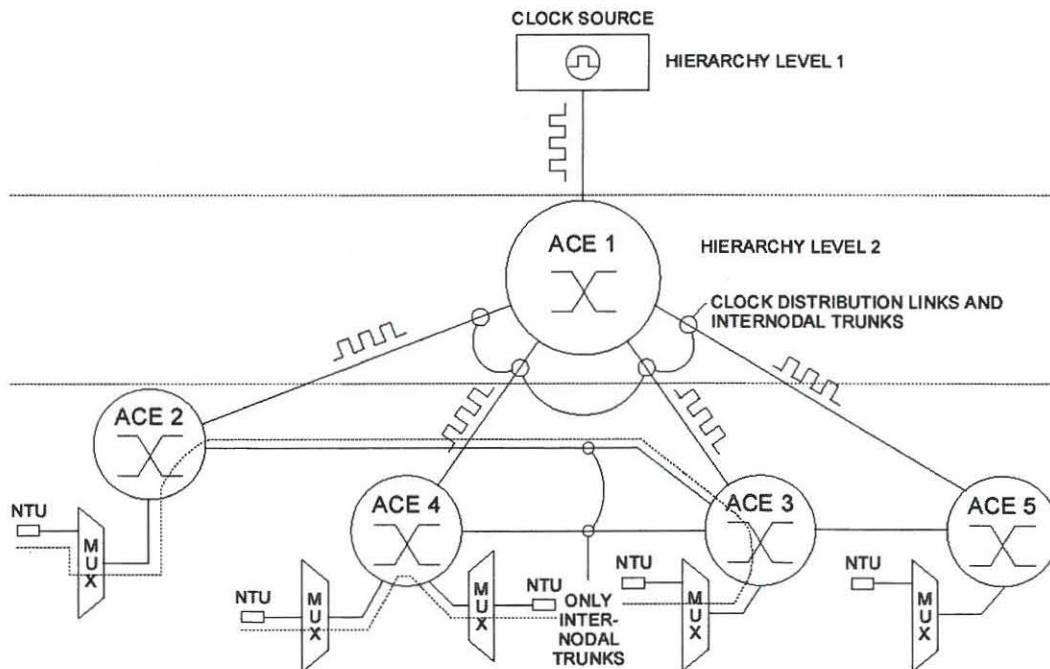 CLOCK SOURCE
HIERARCHY LEVEL 1
ACE 1
HIERARCHY LEVEL 2
CLOCK DISTRIBUTION LINKS AND
INTERNODAL TRUNKS
ACE 2
ACE 4
ACE 3
ACE 5
NTU
MUX
NTU
MUX
MUX
NTU
ONLY
INTER-
NODAL
TRUNKS
NTU
MUX
NTU
MUX